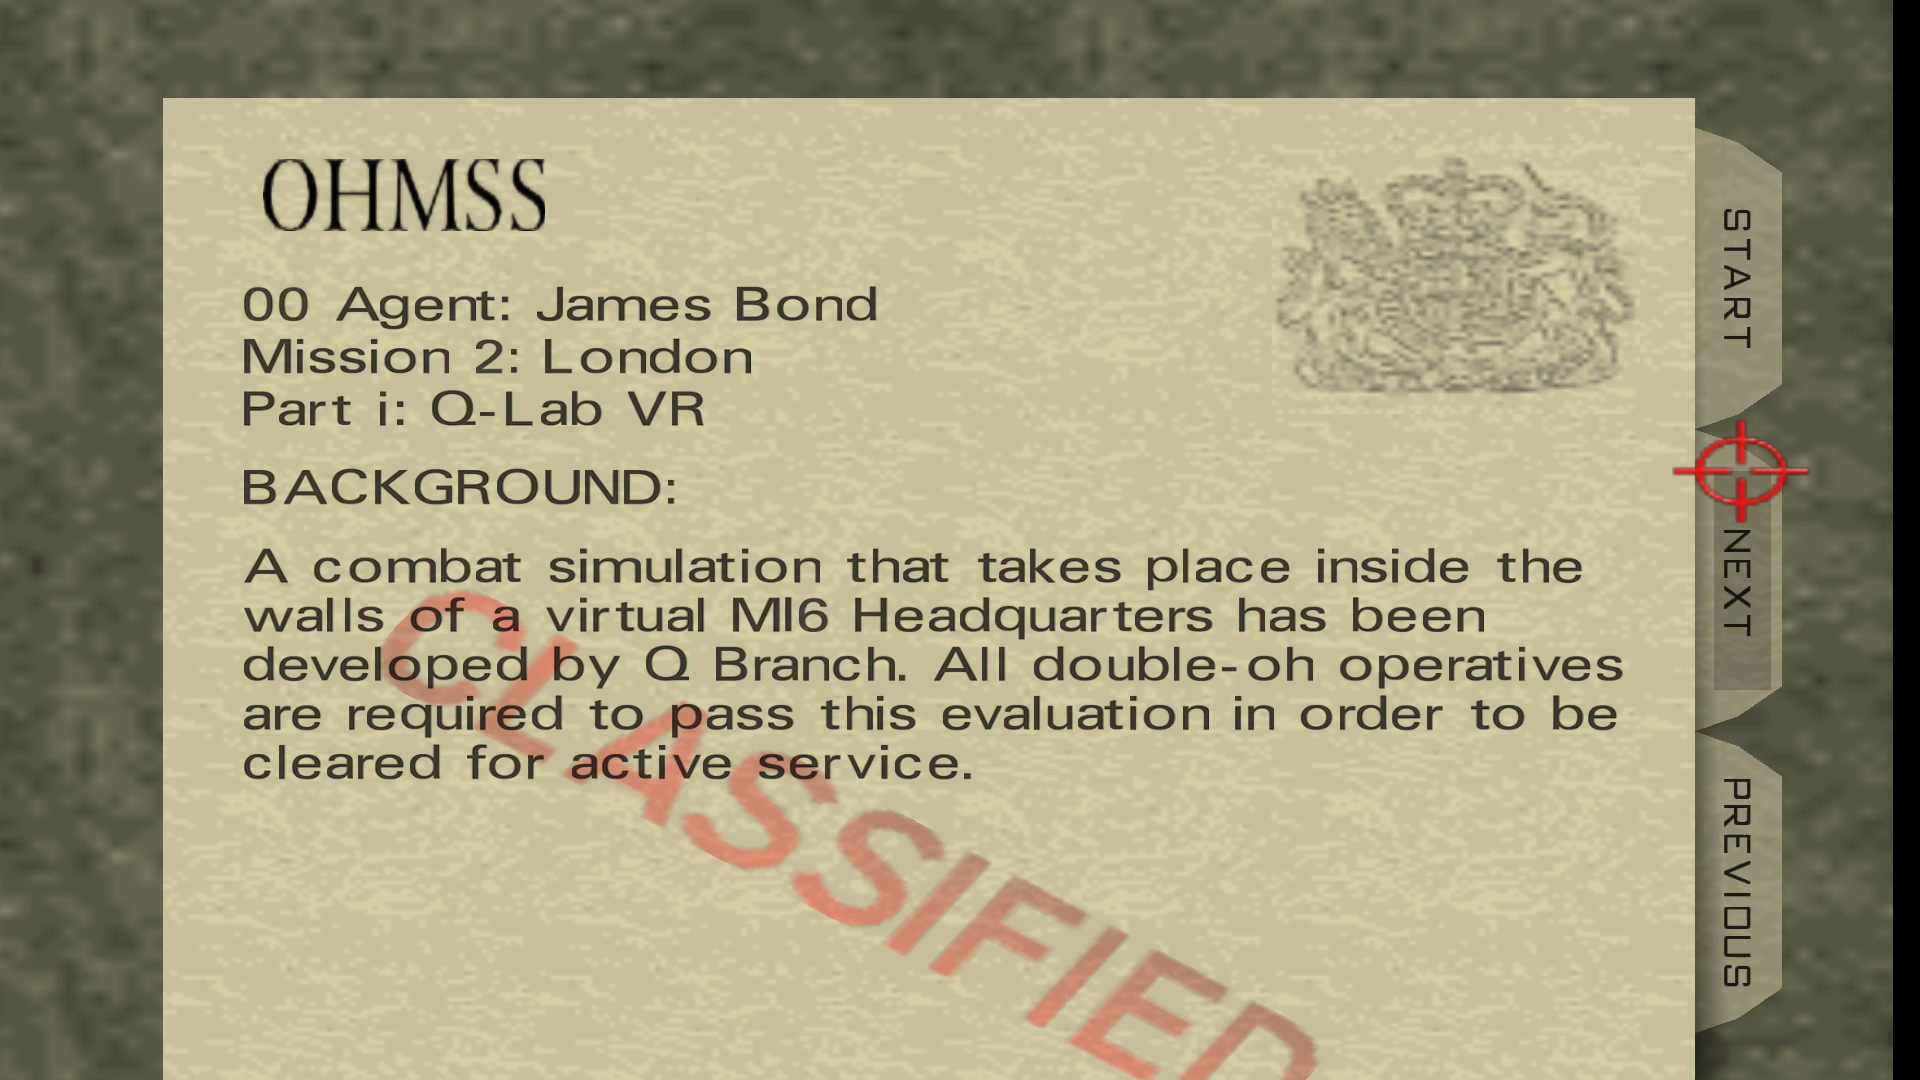 OHMSS
00 Agent: James Bond
Mission 2: London
Part i: Q-Lab VR
BACKGROUND:
A combat simulation that takes place inside the
walls of a virtual MI6 Headquarters has been
developed by Q Branch. All double-oh operatives
are required to pass this evaluation in order to be
cleared for active service.
CLASSIFIED
START
NEXT
PREVIOUS